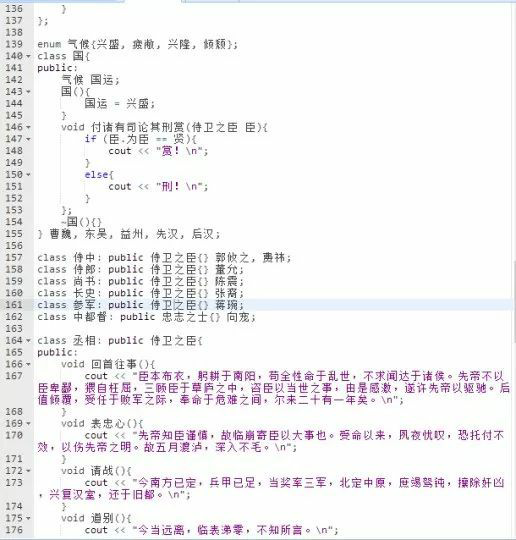 136 }
137 };
138
139 enum 气候{兴盛, 疲敝, 兴隆, 倾颓};
140 class 国{
141 public:
142 气候 国运;
143 国(){
144 国运 = 兴盛;
145 }
146 void 付诸有司论其刑赏(侍卫之臣 臣){
147 if (臣.为臣 == 贤){
148 cout << "赏! \n";
149 }
150 else{
151 cout << "刑! \n";
152 }
153 };
154 ~国(){}
155 } 曹魏, 东吴, 益州, 先汉, 后汉;
156
157 class 侍中: public 侍卫之臣{} 郭攸之, 费祎;
158 class 侍郎: public 侍卫之臣{} 董允;
159 class 尚书: public 侍卫之臣{} 陈震;
160 class 长史: public 侍卫之臣{} 张裔;
161 class 参军: public 侍卫之臣{} 蒋琬;
162 class 中都督: public 忠志之士{} 向宠;
163
164 class 丞相: public 侍卫之臣{
165 public:
166 void 回首往事(){
167 cout << "臣本布衣，躬耕于南阳，苟全性命于乱世，不求闻达于诸侯。先帝不以
臣卑鄙，猥自枉屈，三顾臣于草庐之中，咨臣以当世之事，由是感激，遂许先帝以驱驰。后
值倾覆，受任于败军之际，奉命于危难之间，尔来二十有一年矣。\n";
168 }
169 void 表忠心(){
170 cout << "先帝知臣谨慎，故临崩寄臣以大事也。受命以来，夙夜忧叹，恐托付不
效，以伤先帝之明。故五月渡泸，深入不毛。\n";
171 }
172 void 请战(){
173 cout << "今南方已定，兵甲已足，当奖率三军，北定中原，庶竭驽钝，攘除奸凶
，兴复汉室，还于旧都。\n";
174 }
175 void 道别(){
176 cout << "今当远离，临表涕零，不知所言。\n";